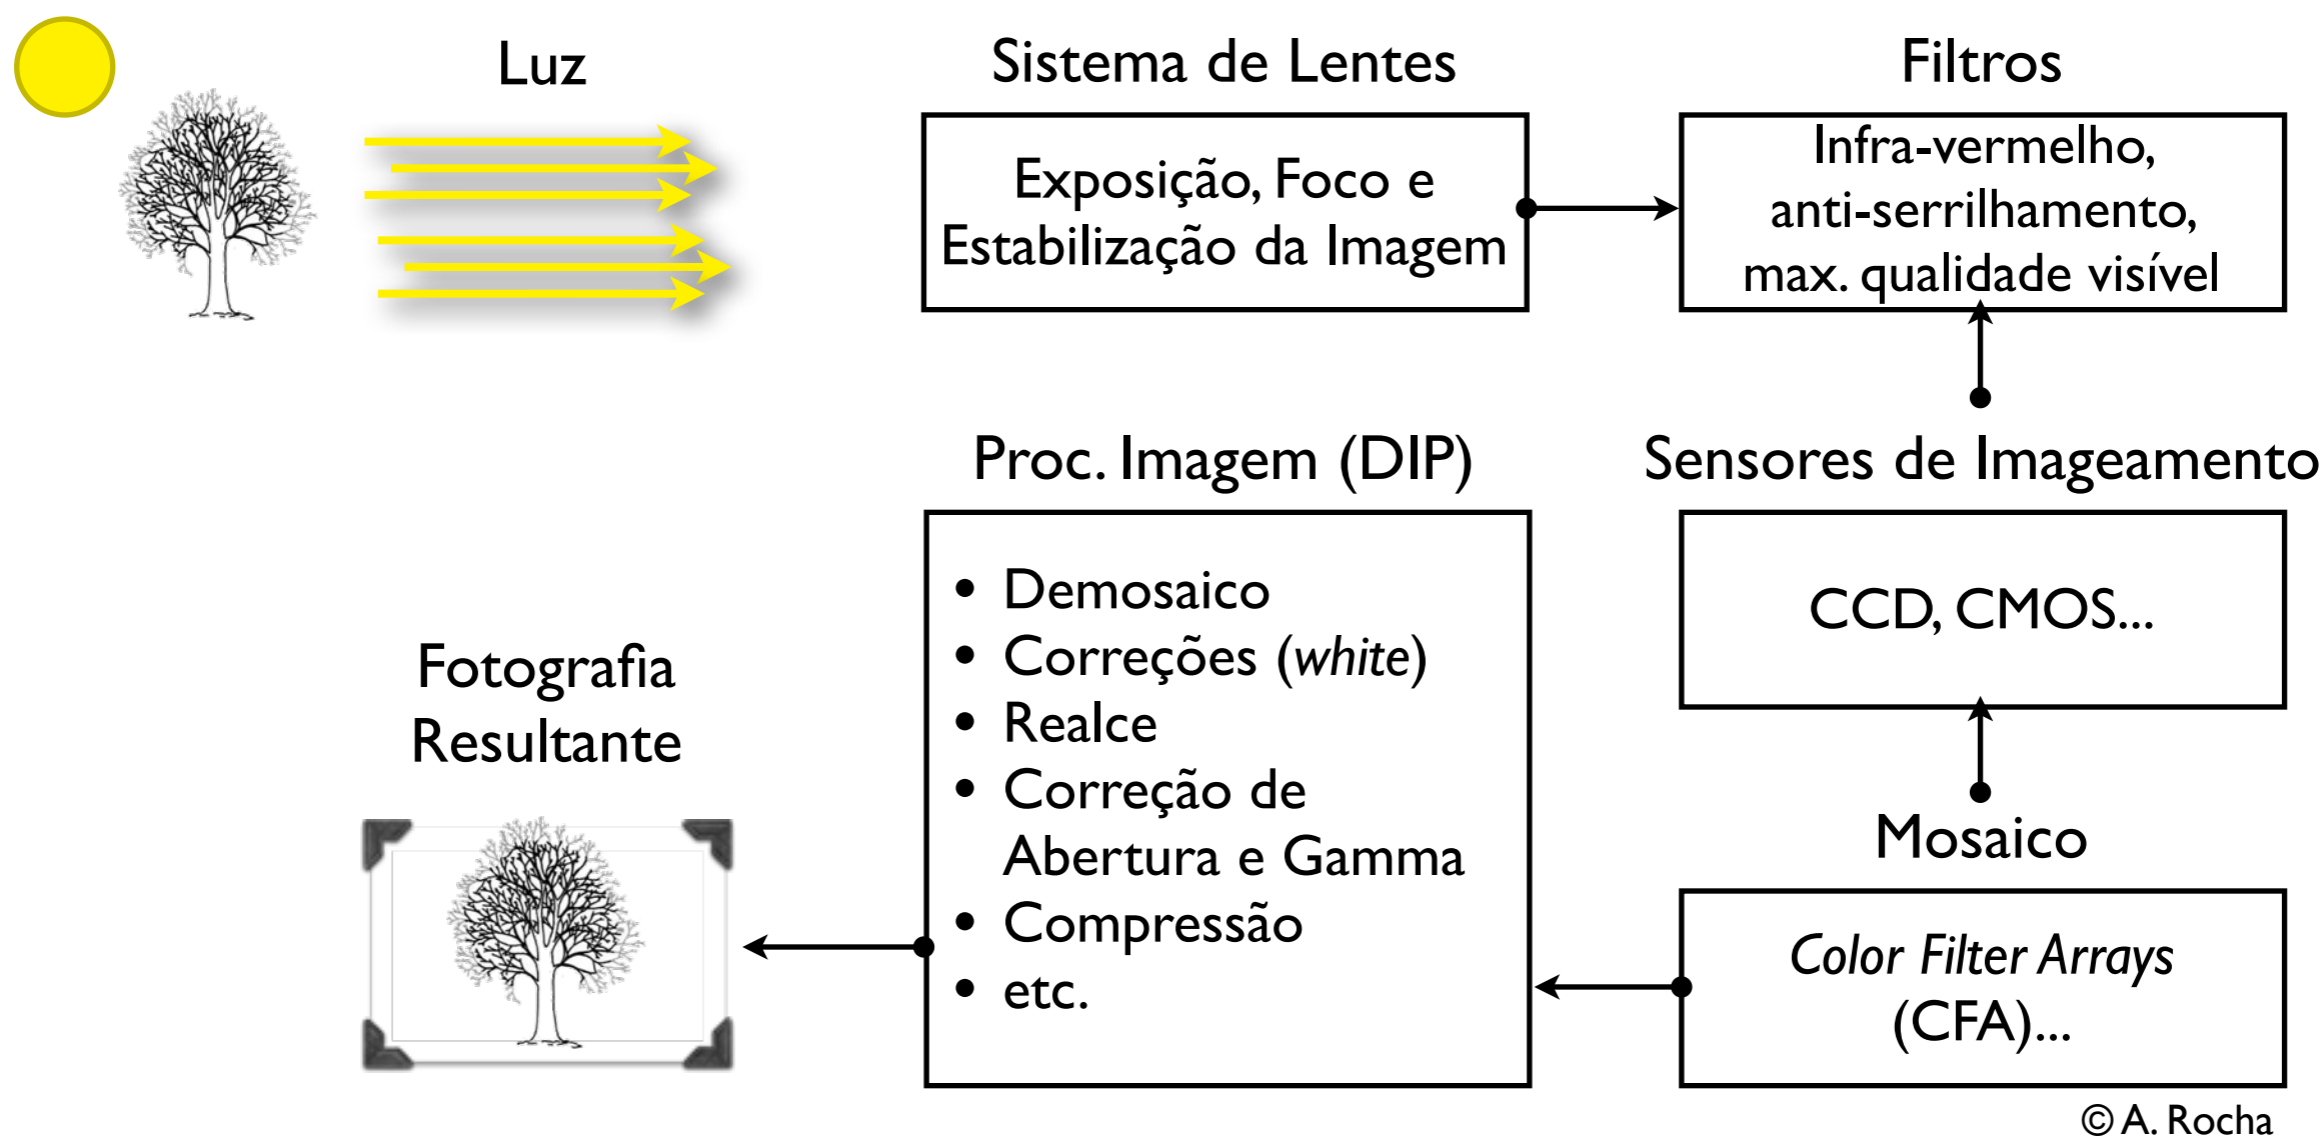 Luz
Sistema de Lentes
Exposição, Foco e
Estabilização da Imagem
Filtros
Infra-vermelho,
anti-serrilhamento,
max. qualidade visível
Sensores de Imageamento
CCD, CMOS...
Mosaico
Color Filter Arrays
(CFA)...
Proc. Imagem (DIP)
• Demosaico
• Correções (white)
• Realce
• Correção de
Abertura e Gamma
• Compressão
• etc.
Fotografia
Resultante
© A. Rocha